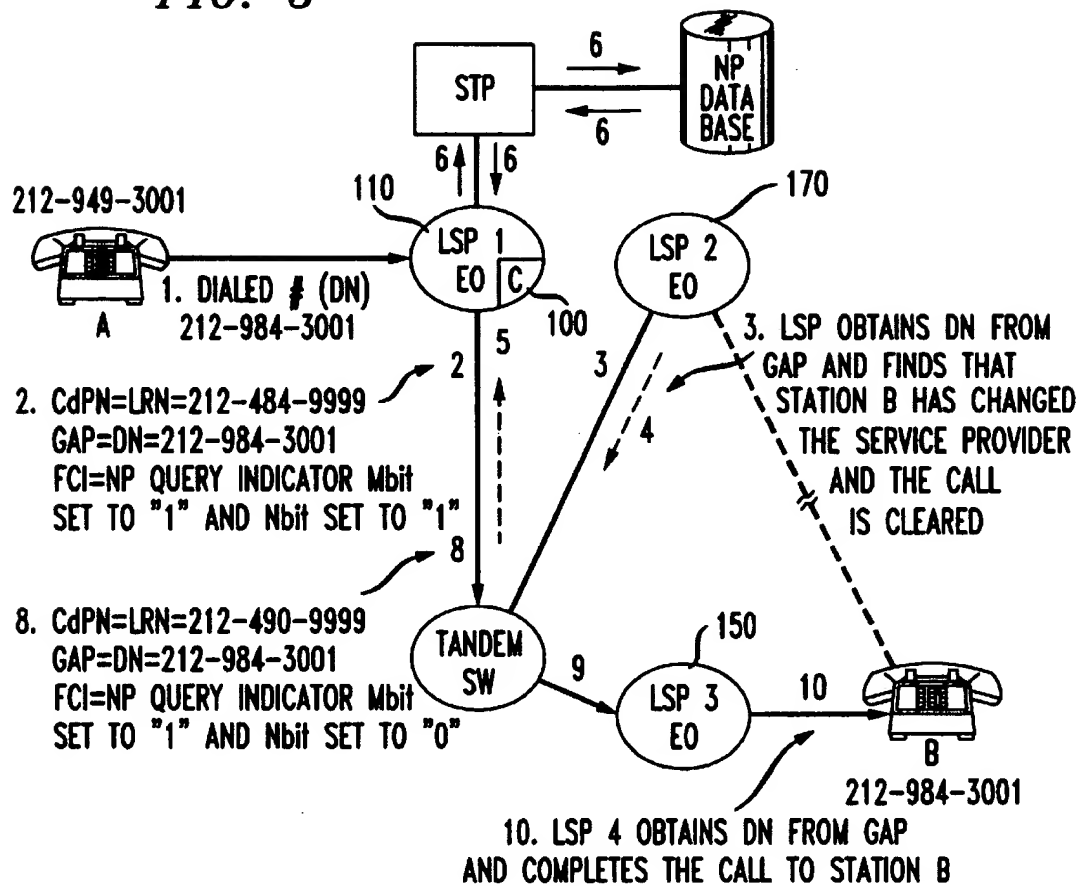 6
STP
NP
DATA
BASE
6
6
6
110
170
212-949-3001
LSP 1
EO
C
LSP 2
EO
1. DIALED # (DN)
212-984-3001
A
100
5
2
3
3. LSP OBTAINS DN FROM
GAP AND FINDS THAT
STATION B HAS CHANGED
THE SERVICE PROVIDER
AND THE CALL
IS CLEARED
4
2. CdPN=LRN=212-484-9999
GAP=DN=212-984-3001
FCI=NP QUERY INDICATOR Mbit
SET TO "1" AND Nbit SET TO "1"
8
8. CdPN=LRN=212-490-9999
GAP=DN=212-984-3001
FCI=NP QUERY INDICATOR Mbit
SET TO "1" AND Nbit SET TO "0"
TANDEM
SW
9
150
LSP 3
EO
10
B
212-984-3001
10. LSP 4 OBTAINS DN FROM GAP
AND COMPLETES THE CALL TO STATION B